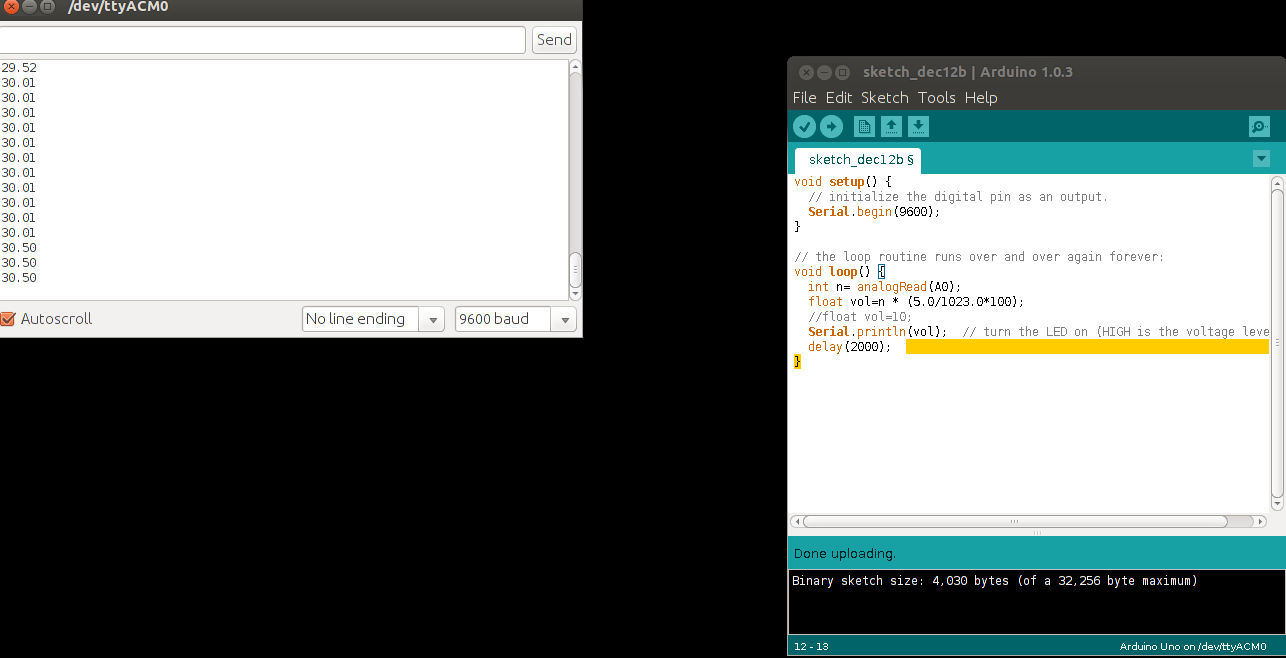 /dev/ttyACM0
Send
29.52
30.01
30.01
30.01
30.01
30.01
30.01
30.01
30.01
30.01
30.01
30.01
30.50
30.50
30.50
Autoscroll
No line ending
9600 baud
sketch_dec12b | Arduino 1.0.3
File Edit Sketch Tools Help
sketch_dec12b §
void setup() {
// initialize the digital pin as an output.
Serial.begin(9600);
}
// the loop routine runs over and over again forever:
void loop() {
int n= analogRead(A0);
float vol=n * (5.0/1023.0*100);
//float vol=10;
Serial.println(vol); // turn the LED on (HIGH is the voltage leve
delay(2000);
}
Done uploading.
Binary sketch size: 4,030 bytes (of a 32,256 byte maximum)
12 - 13
Arduino Uno on /dev/ttyACM0